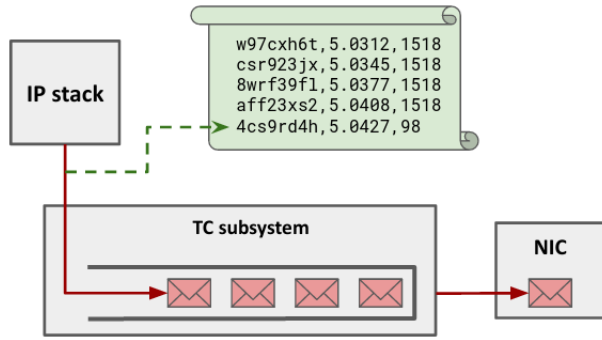 w97cxh6t,5.0312,1518
csr923jx,5.0345,1518
8wrf39fl,5.0377,1518
aff23xs2,5.0408,1518
4cs9rd4h,5.0427,98
IP stack
TC subsystem
NIC